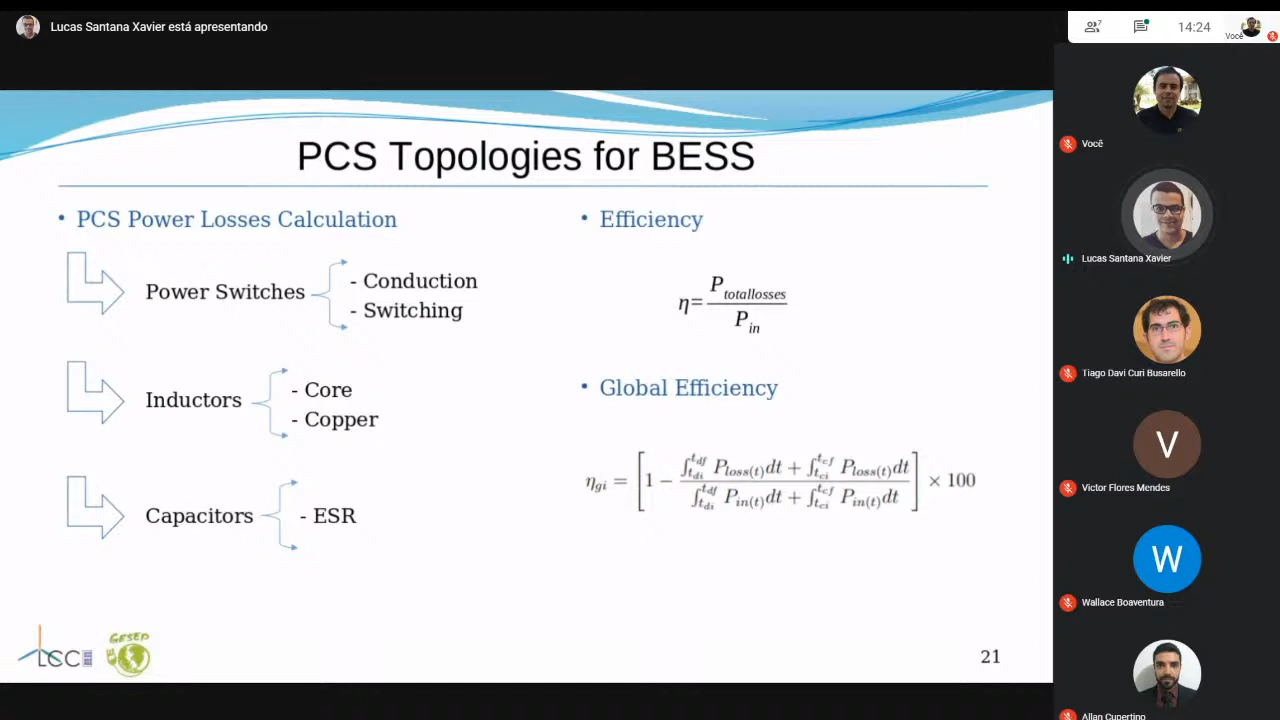 Lucas Santana Xavier está apresentando
7
14:24
Você
PCS Topologies for BESS
• PCS Power Losses Calculation
Power Switches
- Conduction
- Switching
Inductors
- Core
- Copper
Capacitors
- ESR
• Efficiency
η= P_totallosses / P_in
• Global Efficiency
η_gi = [1 − (∫_{t_di}^{t_df} P_loss(t) dt + ∫_{t_ci}^{t_cf} P_loss(t) dt) / (∫_{t_di}^{t_df} P_in(t) dt + ∫_{t_ci}^{t_cf} P_in(t) dt)] × 100
LCCE
GESEP
21
Você
Lucas Santana Xavier
Tiago Davi Curi Busarello
V
Victor Flores Mendes
W
Wallace Boaventura
Allan Cupertino